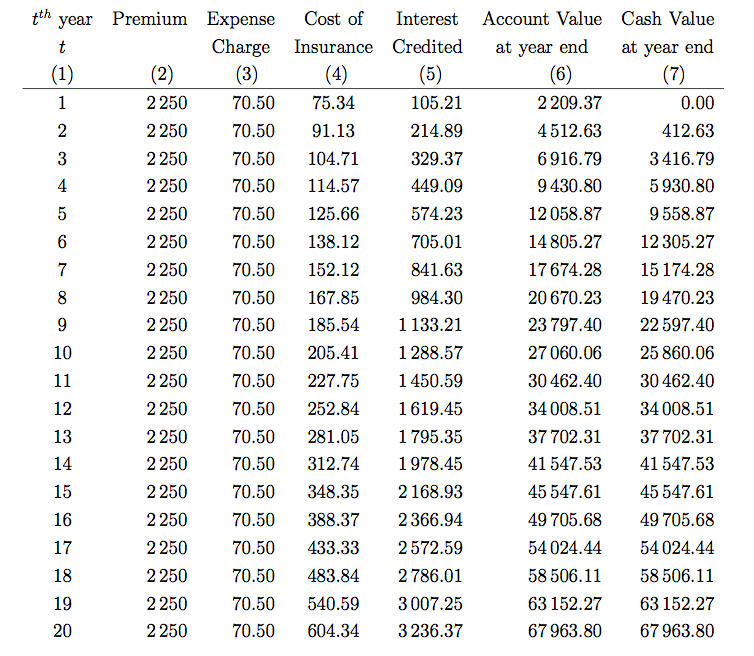 tth year Premium Expense Cost of Interest Account Value Cash Value
t Charge Insurance Credited at year end at year end
(1) (2) (3) (4) (5) (6) (7)
1 2 250 70.50 75.34 105.21 2 209.37 0.00
2 2 250 70.50 91.13 214.89 4 512.63 412.63
3 2 250 70.50 104.71 329.37 6 916.79 3 416.79
4 2 250 70.50 114.57 449.09 9 430.80 5 930.80
5 2 250 70.50 125.66 574.23 12 058.87 9 558.87
6 2 250 70.50 138.12 705.01 14 805.27 12 305.27
7 2 250 70.50 152.12 841.63 17 674.28 15 174.28
8 2 250 70.50 167.85 984.30 20 670.23 19 470.23
9 2 250 70.50 185.54 1 133.21 23 797.40 22 597.40
10 2 250 70.50 205.41 1 288.57 27 060.06 25 860.06
11 2 250 70.50 227.75 1 450.59 30 462.40 30 462.40
12 2 250 70.50 252.84 1 619.45 34 008.51 34 008.51
13 2 250 70.50 281.05 1 795.35 37 702.31 37 702.31
14 2 250 70.50 312.74 1 978.45 41 547.53 41 547.53
15 2 250 70.50 348.35 2 168.93 45 547.61 45 547.61
16 2 250 70.50 388.37 2 366.94 49 705.68 49 705.68
17 2 250 70.50 433.33 2 572.59 54 024.44 54 024.44
18 2 250 70.50 483.84 2 786.01 58 506.11 58 506.11
19 2 250 70.50 540.59 3 007.25 63 152.27 63 152.27
20 2 250 70.50 604.34 3 236.37 67 963.80 67 963.80